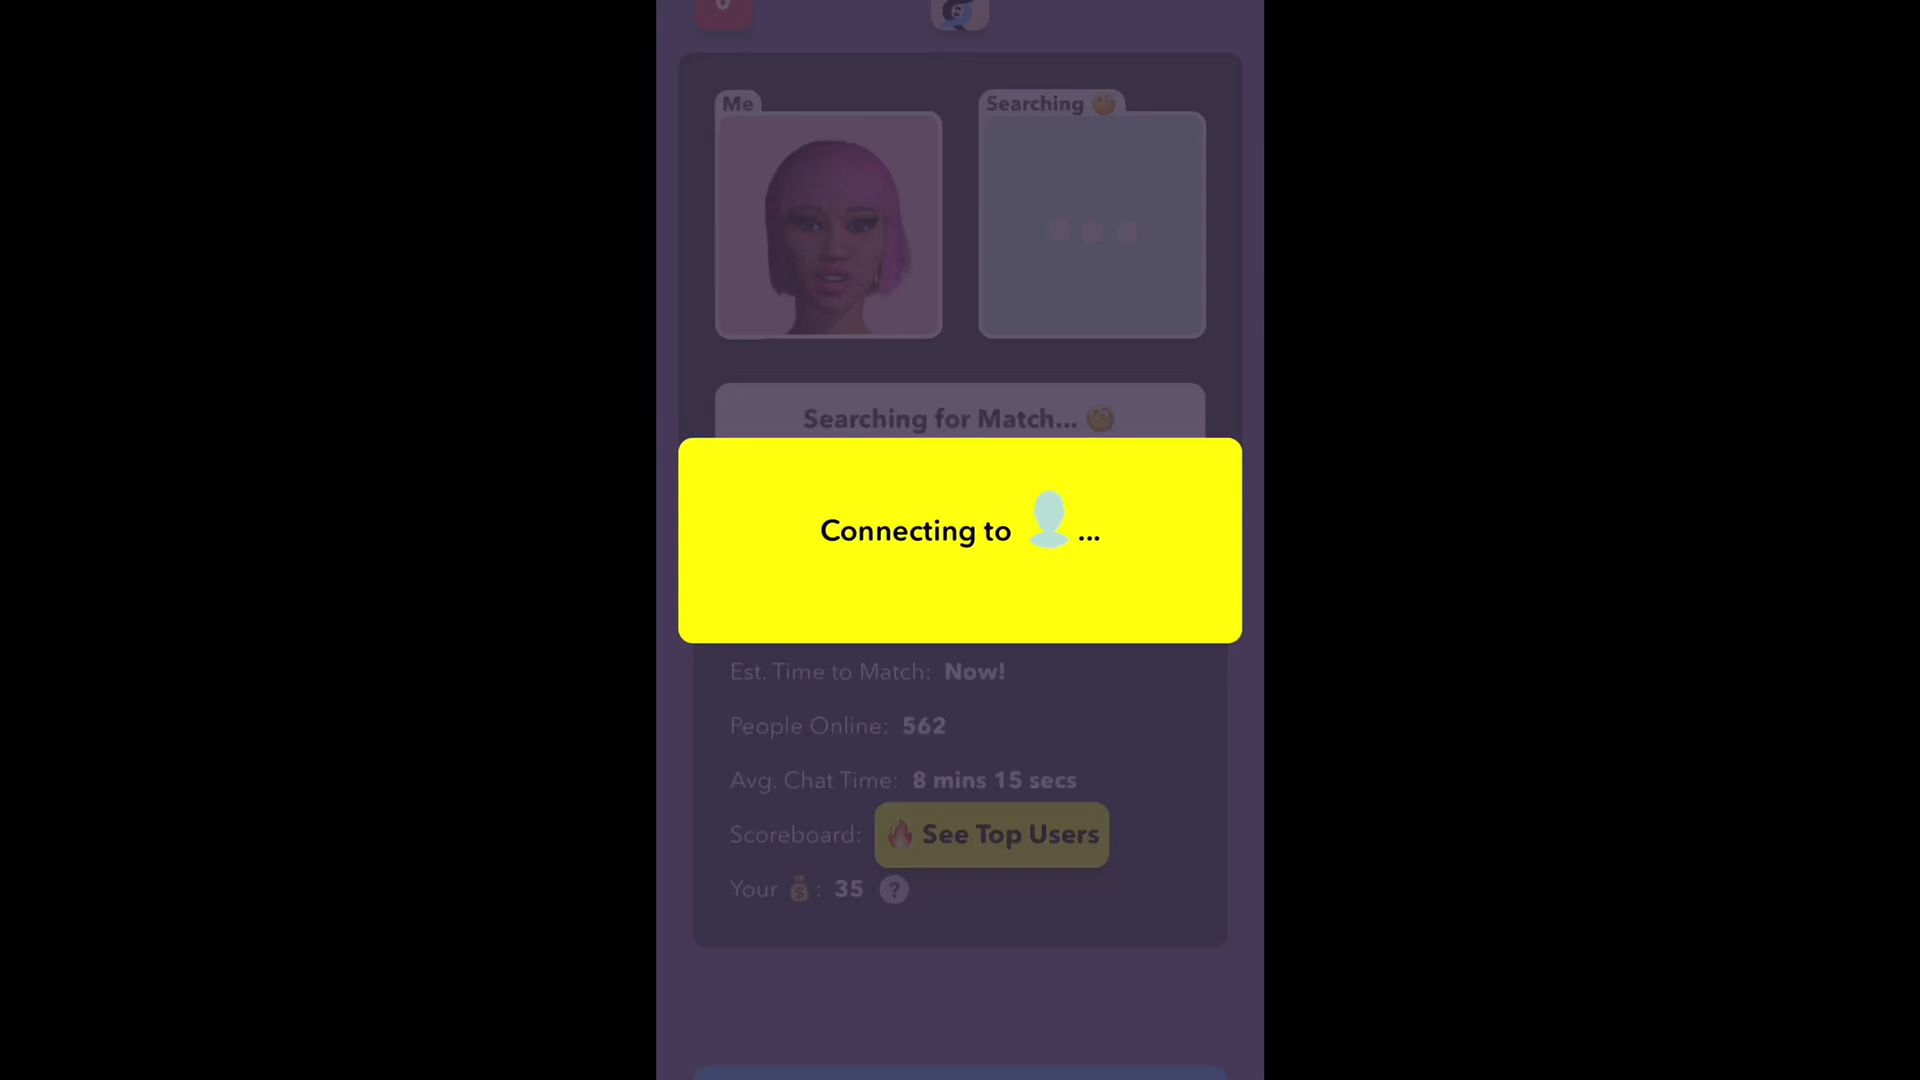 0
Me
Searching 🧐
Searching for Match... 🧐
Connecting to ...
Est. Time to Match: Now!
People Online: 562
Avg. Chat Time: 8 mins 15 secs
Scoreboard: 🔥 See Top Users
Your 💰: 35 ?